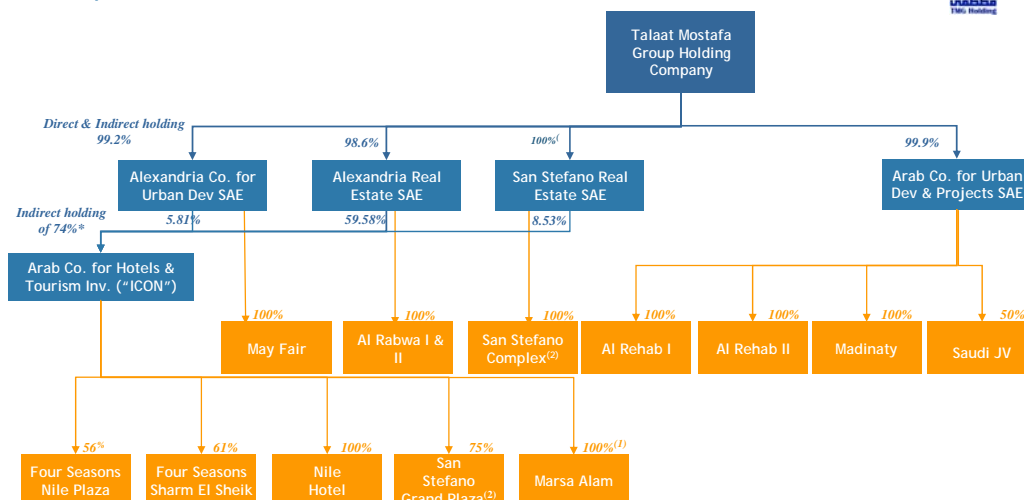 TMG Holding
Talaat Mostafa
Group Holding
Company
Direct & Indirect holding
99.2%
98.6%
100%(
99.9%
Alexandria Co. for
Urban Dev SAE
Alexandria Real
Estate SAE
San Stefano Real
Estate SAE
Arab Co. for Urban
Dev & Projects SAE
Indirect holding
of 74%*
5.81%
59.58%
8.53%
Arab Co. for Hotels &
Tourism Inv. (“ICON”)
100%
100%
100%
100%
100%
100%
50%
May Fair
Al Rabwa I &
II
San Stefano
Complex(2)
Al Rehab I
Al Rehab II
Madinaty
Saudi JV
56%
61%
100%
75%
100%(1)
Four Seasons
Nile Plaza
Four Seasons
Sharm El Sheik
Nile
Hotel
San
Stefano
Grand Plaza(2)
Marsa Alam